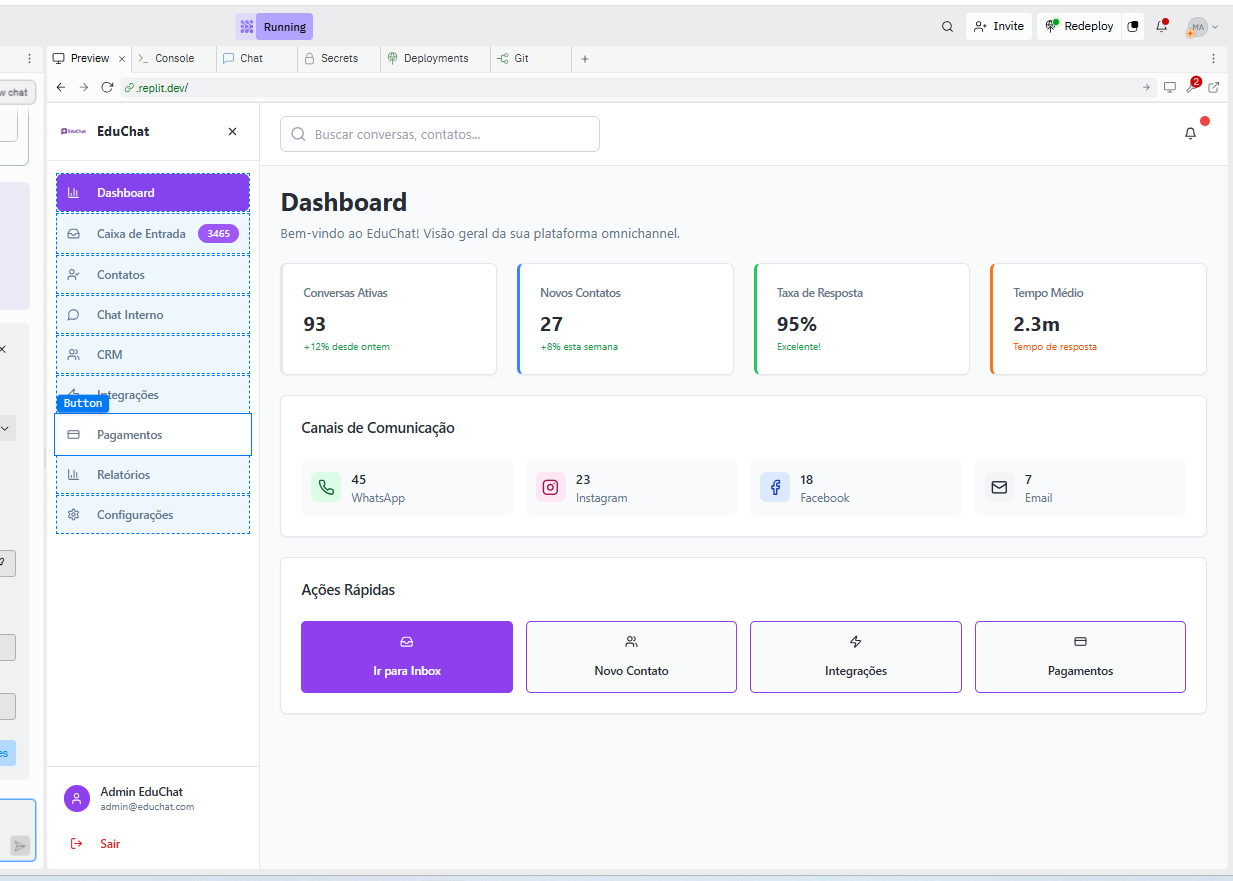 Running
Invite
Redeploy
MA
Preview
Console
Chat
Secrets
Deployments
Git
w chat
.replit.dev/
2
EduChat
EduChat
Buscar conversas, contatos...
Dashboard
Caixa de Entrada 3465
Contatos
Chat Interno
CRM
Integrações
Button
Pagamentos
Relatórios
Configurações
Admin EduChat
admin@educhat.com
Sair
es
Dashboard
Bem-vindo ao EduChat! Visão geral da sua plataforma omnichannel.
Conversas Ativas
93
+12% desde ontem
Novos Contatos
27
+8% esta semana
Taxa de Resposta
95%
Excelente!
Tempo Médio
2.3m
Tempo de resposta
Canais de Comunicação
45
WhatsApp
23
Instagram
18
Facebook
7
Email
Ações Rápidas
Ir para Inbox
Novo Contato
Integrações
Pagamentos